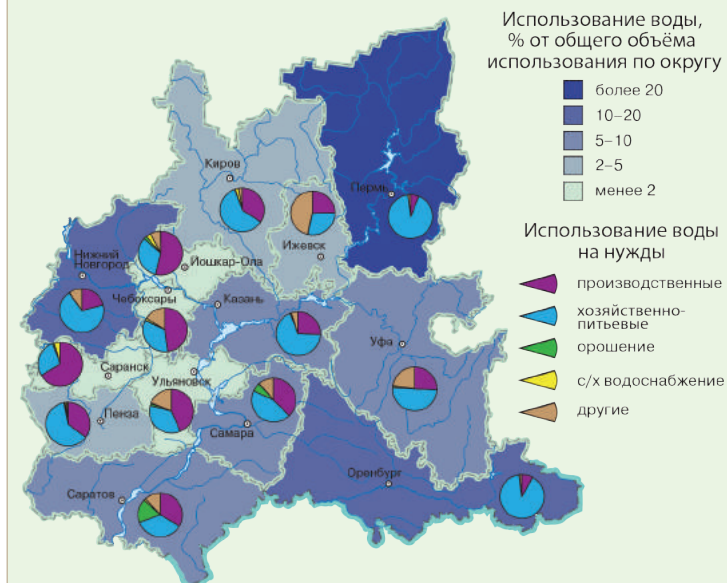 Использование воды,
% от общего объёма
использования по округу
более 20
10–20
5–10
2–5
менее 2
Использование воды
на нужды
производственные
хозяйственно-
питьевые
орошение
с/х водоснабжение
другие
Киров
Пермь
Ижевск
Нижний
Новгород
Йошкар-Ола
Чебоксары
Казань
Уфа
Саранск
Ульяновск
Пенза
Самара
Оренбург
Саратов